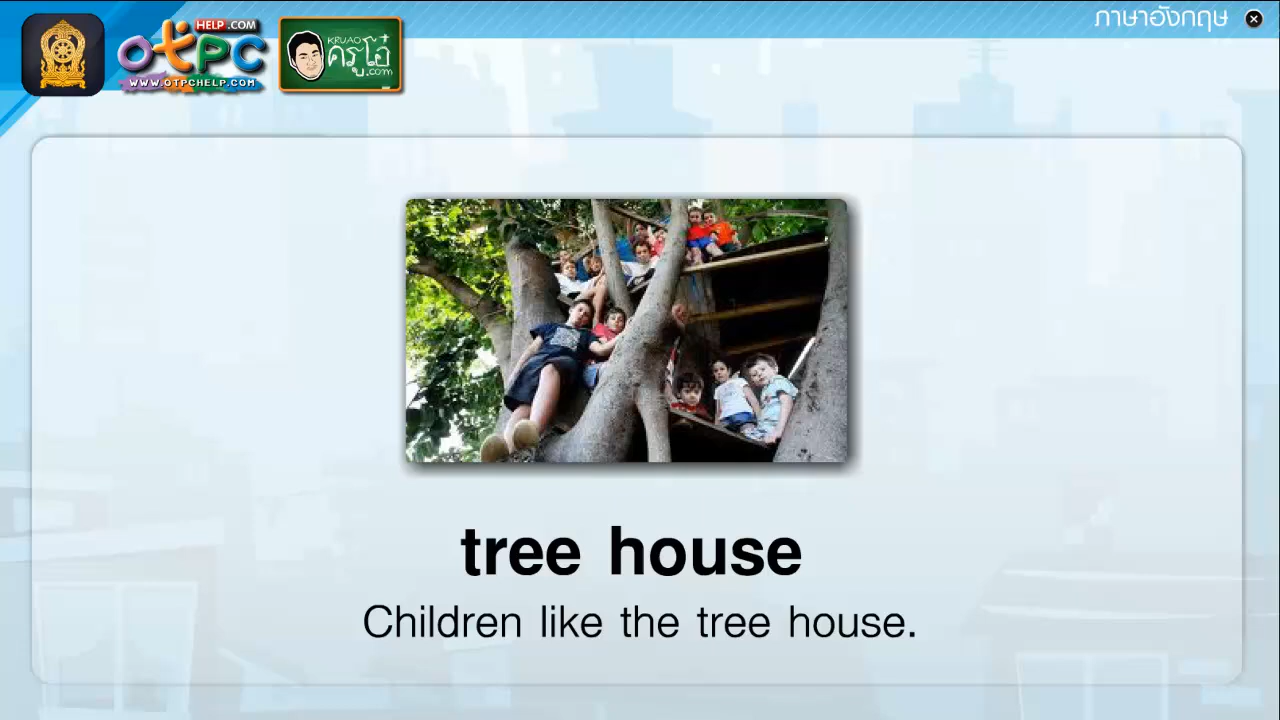 ภาษาอังกฤษ
HELP.COM
OTPC
WWW.OTPCHELP.COM
KRUAO
ครูโอ๋
.com
tree house
Children like the tree house.